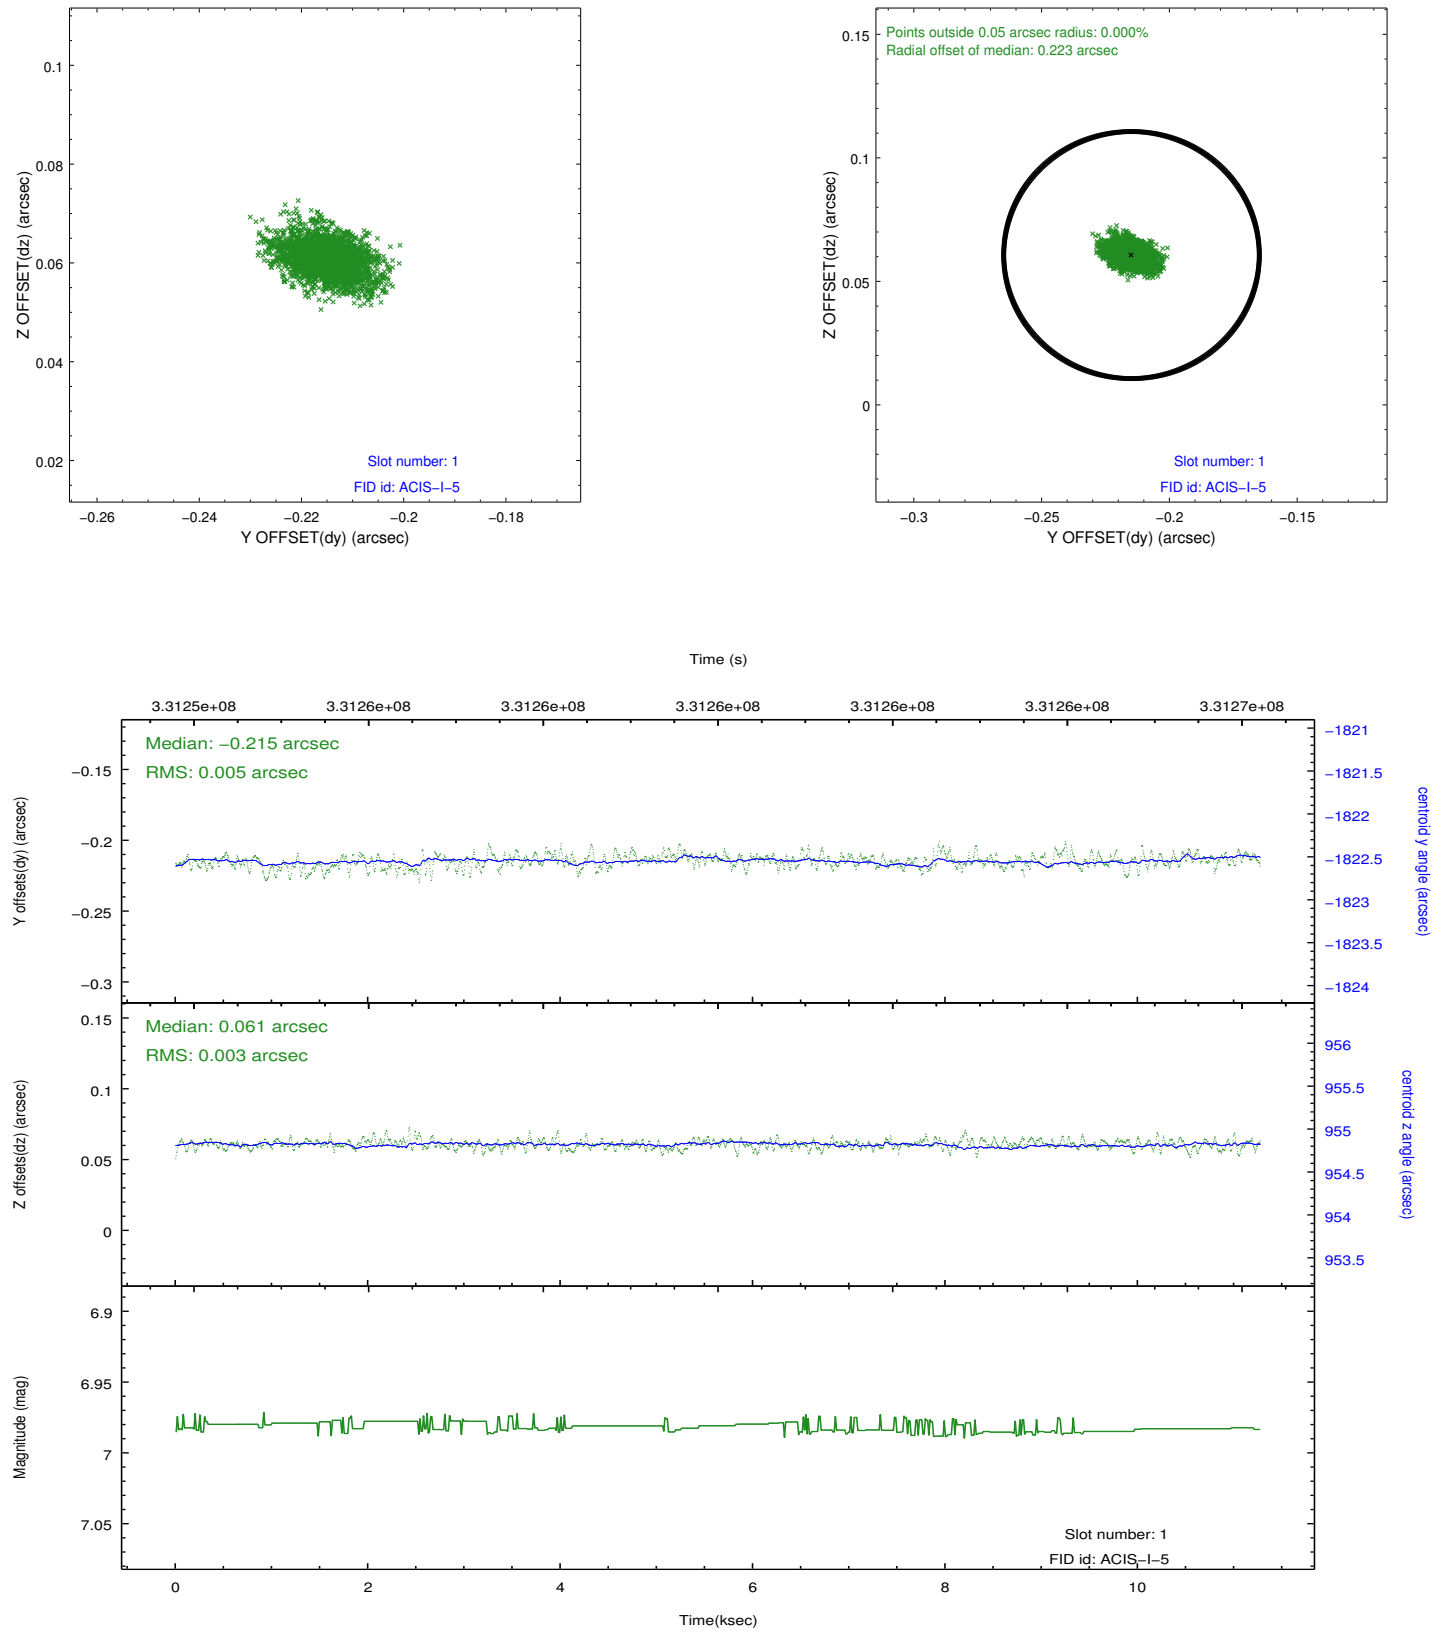 0.1
0.08
0.06
0.04
0.02
Z OFFSET(dz) (arcsec)
Slot number: 1
FID id: ACIS−I−5
−0.26 −0.24 −0.22 −0.2 −0.18
Y OFFSET(dy) (arcsec)
Points outside 0.05 arcsec radius: 0.000%
Radial offset of median: 0.223 arcsec
0.15
0.1
0.05
0
Z OFFSET(dz) (arcsec)
Slot number: 1
FID id: ACIS−I−5
−0.3 −0.25 −0.2 −0.15
Y OFFSET(dy) (arcsec)
Time (s)
3.3125e+08 3.3126e+08 3.3126e+08 3.3126e+08 3.3126e+08 3.3126e+08 3.3127e+08
Median: −0.215 arcsec
RMS: 0.005 arcsec
−0.15
−0.2
−0.25
−0.3
Y offsets(dy) (arcsec)
−1821
−1821.5
−1822
−1822.5
−1823
−1823.5
−1824
centroid y angle (arcsec)
Median: 0.061 arcsec
RMS: 0.003 arcsec
0.15
0.1
0.05
0
Z offsets(dz) (arcsec)
956
955.5
955
954.5
954
953.5
centroid z angle (arcsec)
6.9
6.95
7
7.05
Magnitude (mag)
Slot number: 1
FID id: ACIS−I−5
0 2 4 6 8 10
Time(ksec)